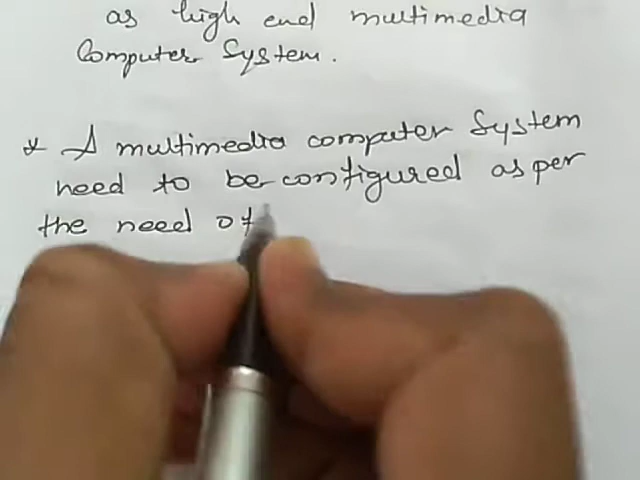 as high end multimedia
Computer System.
* A multimedia computer System
need to be configured as per
the need of